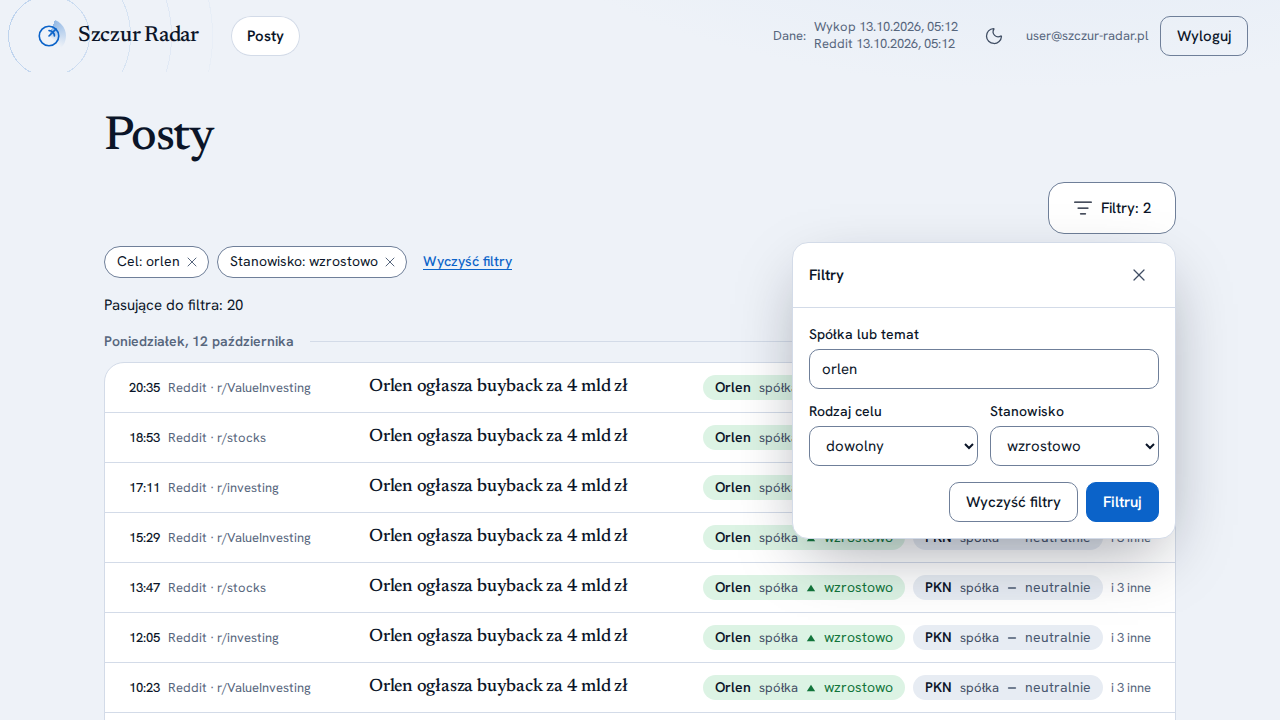 Szczur Radar
Posty
Dane:
Wykop 13.10.2026, 05:12
Reddit 13.10.2026, 05:12
user@szczur-radar.pl
Wyloguj
Posty
Filtry: 2
Cel: orlen
Stanowisko: wzrostowo
Wyczyść filtry
Pasujące do filtra: 20
Poniedziałek, 12 października
Filtry
Spółka lub temat
orlen
Rodzaj celu
Stanowisko
dowolny
wzrostowo
Wyczyść filtry
Filtruj
20:35 Reddit · r/ValueInvesting Orlen ogłasza buyback za 4 mld zł Orlen
18:53 Reddit · r/stocks Orlen ogłasza buyback za 4 mld zł Orlen
17:11 Reddit · r/investing Orlen ogłasza buyback za 4 mld zł Orlen
15:29 Reddit · r/ValueInvesting Orlen ogłasza buyback za 4 mld zł Orlen spółka ▲ wzrostowo PKN spółka – neutralnie i 3 inne
13:47 Reddit · r/stocks Orlen ogłasza buyback za 4 mld zł Orlen spółka ▲ wzrostowo PKN spółka – neutralnie i 3 inne
12:05 Reddit · r/investing Orlen ogłasza buyback za 4 mld zł Orlen spółka ▲ wzrostowo PKN spółka – neutralnie i 3 inne
10:23 Reddit · r/ValueInvesting Orlen ogłasza buyback za 4 mld zł Orlen spółka ▲ wzrostowo PKN spółka – neutralnie i 3 inne